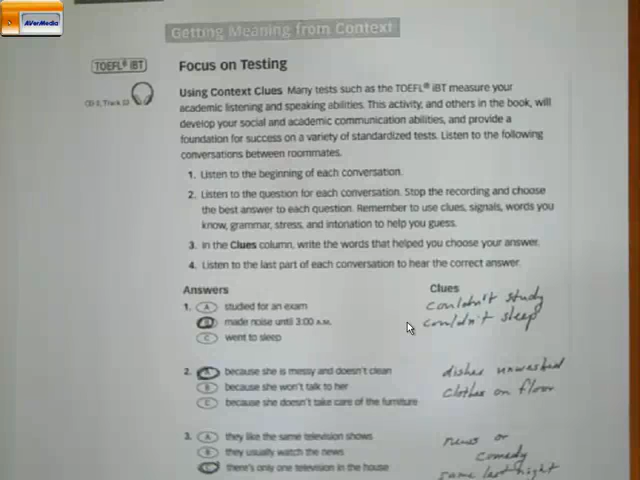 AVerMedia
Getting Meaning from Context
TOEFL® iBT
Focus on Testing
Using Context Clues Many tests such as the TOEFL® iBT measure your
academic listening and speaking abilities. This activity, and others in the book, will
develop your social and academic communication abilities, and provide a
foundation for success on a variety of standardized tests. Listen to the following
conversations between roommates.
1. Listen to the beginning of each conversation.
2. Listen to the question for each conversation. Stop the recording and choose
the best answer to each question. Remember to use clues, signals, words you
know, grammar, stress, and intonation to help you guess.
3. In the Clues column, write the words that helped you choose your answer.
4. Listen to the last part of each conversation to hear the correct answer.
Answers
Clues
1. A studied for an exam
couldn't study
B made noise until 3:00 A.M.
couldn't sleep
C went to sleep
2. A because she is messy and doesn't clean
dishes unwashed
B because she won't talk to her
clothes on floor
C because she doesn't take care of the furniture
3. A they like the same television shows
news or
B they usually watch the news
comedy
C there's only one television in the house
same last night